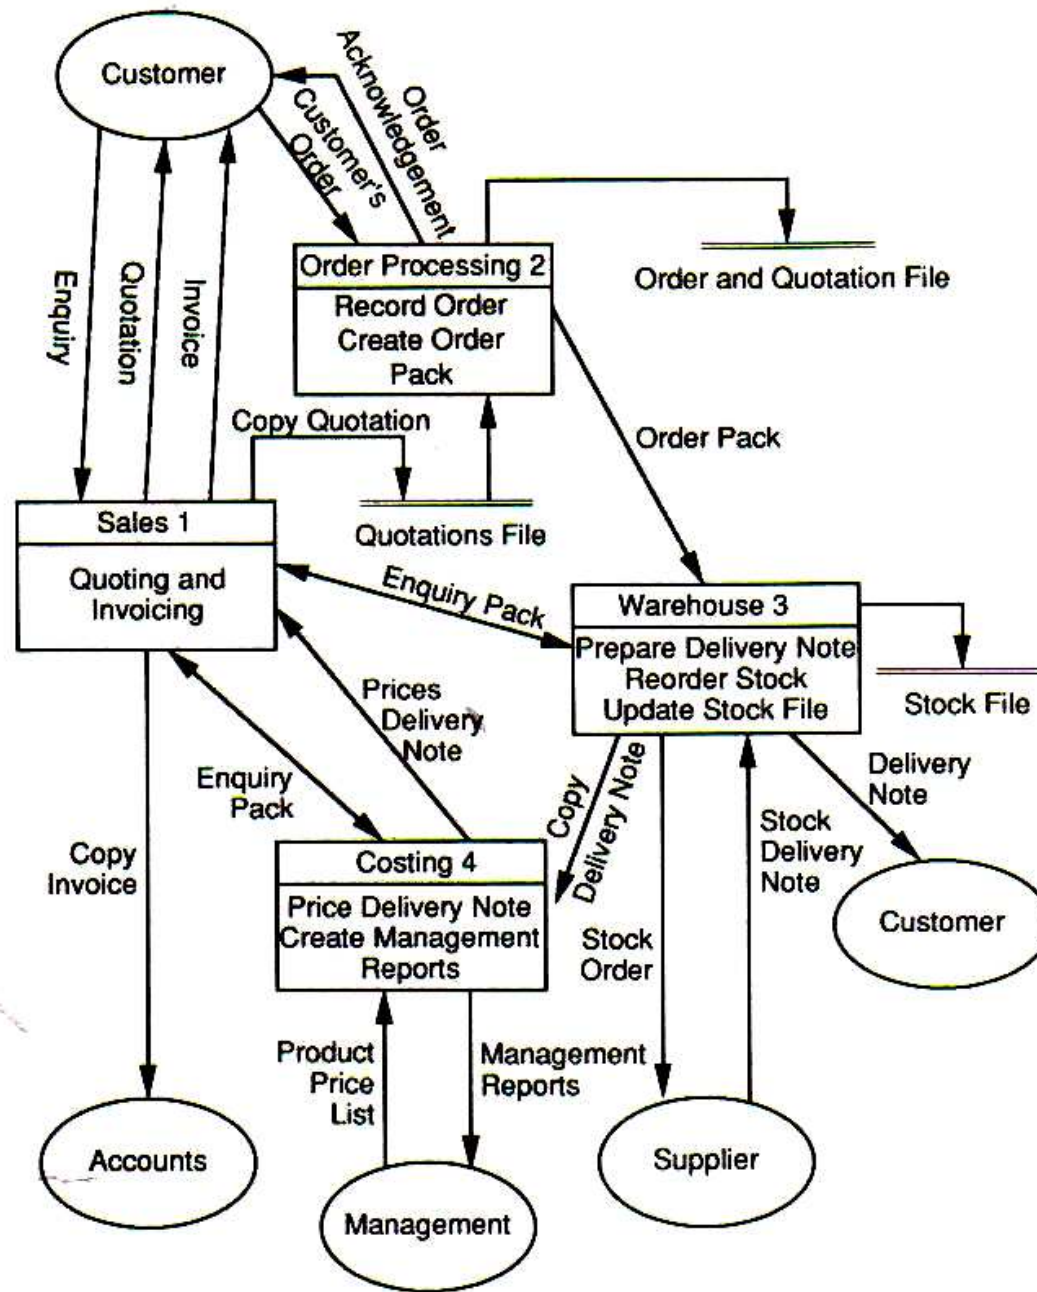 Customer
Order
Acknowledgement
Customer's
Order
Enquiry
Quotation
Invoice
Order Processing 2
Record Order
Create Order
Pack
Order and Quotation File
Copy Quotation
Order Pack
Sales 1
Quoting and
Invoicing
Quotations File
Enquiry Pack
Warehouse 3
Prepare Delivery Note
Reorder Stock
Update Stock File
Stock File
Prices
Delivery
Note
Enquiry
Pack
Copy
Delivery Note
Delivery
Note
Stock
Delivery
Note
Copy
Invoice
Costing 4
Price Delivery Note
Create Management
Reports
Stock
Order
Customer
Product
Price
List
Management
Reports
Accounts
Supplier
Management